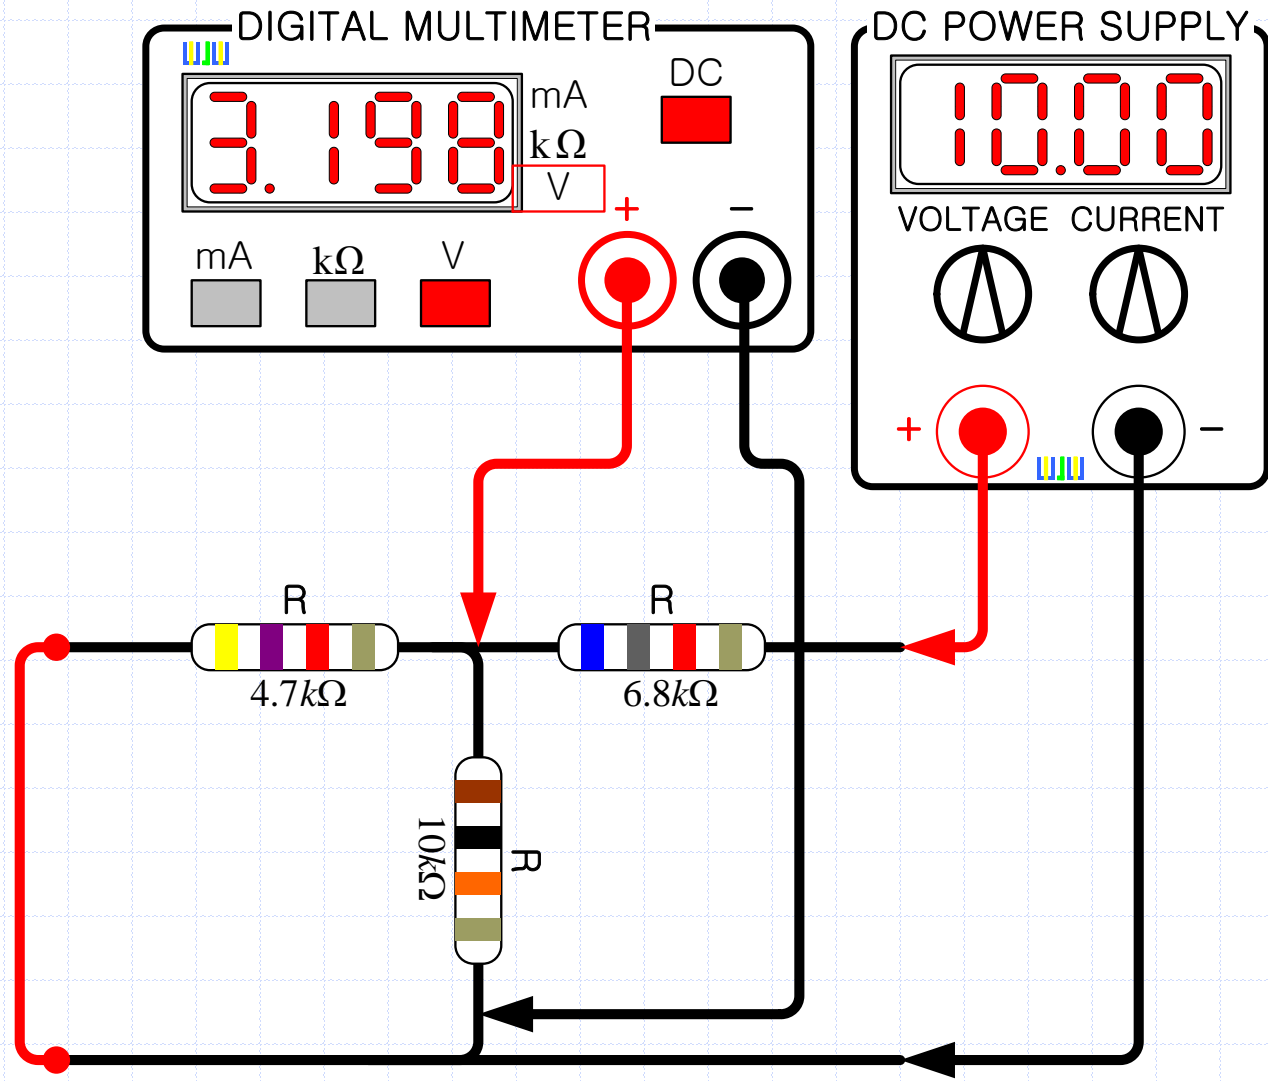 DIGITAL MULTIMETER
3.198
mA
kΩ
V
DC
+ −
mA kΩ V
DC POWER SUPPLY
10.00
VOLTAGE CURRENT
+ −
R
4.7kΩ
R
6.8kΩ
10kΩ
R